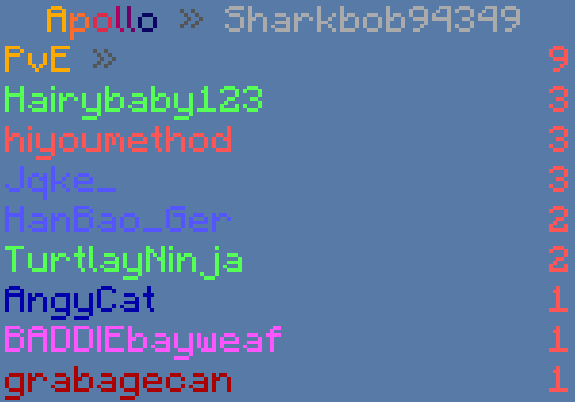 Apollo » Sharkbob94349
PvE » 9
Hairybaby123 3
hiyoumethod 3
Jqke_ 3
HanBao_Ger 2
TurtlayNinja 2
AngyCat 1
BADDIEbayweaf 1
grabagecan 1